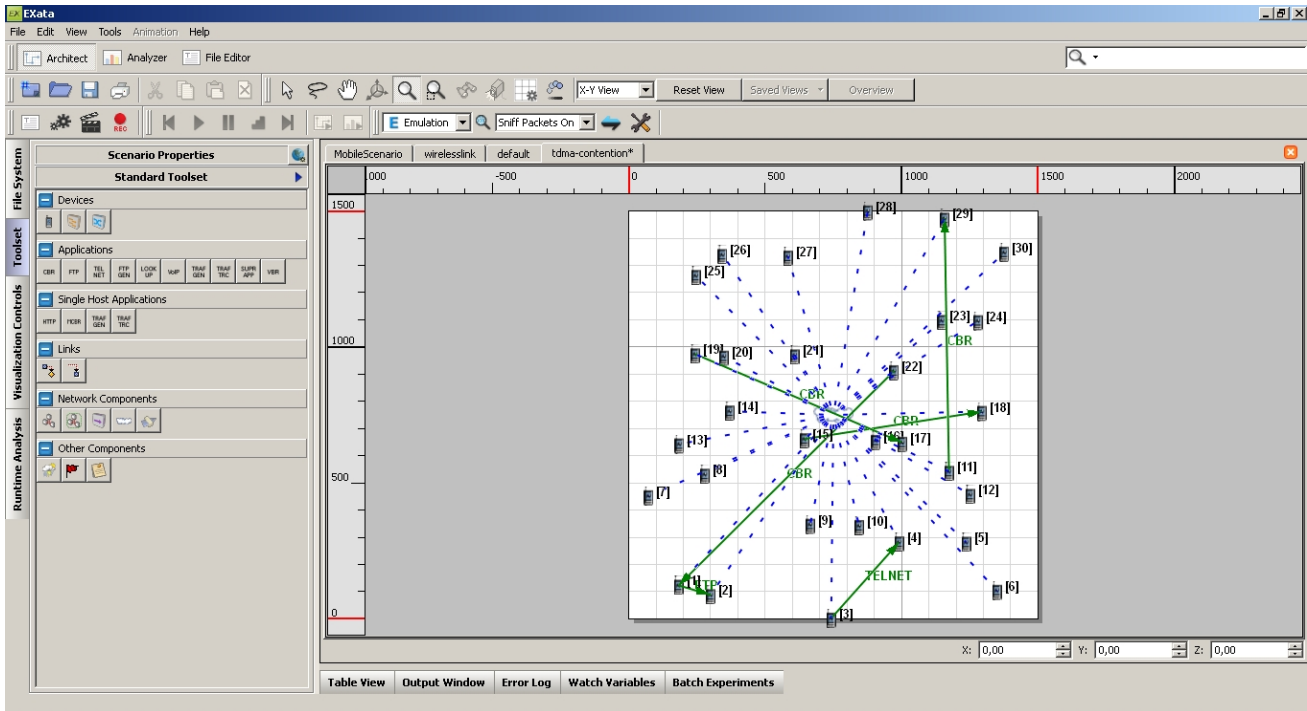 EXata
File Edit View Tools Animation Help
Architect Analyzer File Editor
X-Y View Reset View Saved Views Overview
REC Emulation Sniff Packets On
File System
Toolset
Visualization Controls
Runtime Analysis
Scenario Properties
Standard Toolset
Devices
Applications
CBR FTP TEL NET FTP GEN LOOK UP VoIP TRAF GEN TRAF TRC SUPR APP VBR
Single Host Applications
HTTP MCBR TRAF GEN TRAF TRC
Links
Network Components
Other Components
MobileScenario wirelesslink default tdma-contention*
000 -500 0 500 1000 1500 2000
1500
1000
500
0
[28] [29]
[26] [27] [30]
[25]
[23] [24]
CBR
[19] [20] [21]
[22]
CBR
[14] [18]
CBR
[13] [15] [16] [17]
[8] CBR [11]
[7] [12]
[9] [10]
[4] [5]
TELNET
[1] FTP [2] [6]
[3]
X: 0,00 Y: 0,00 Z: 0,00
Table View Output Window Error Log Watch Variables Batch Experiments